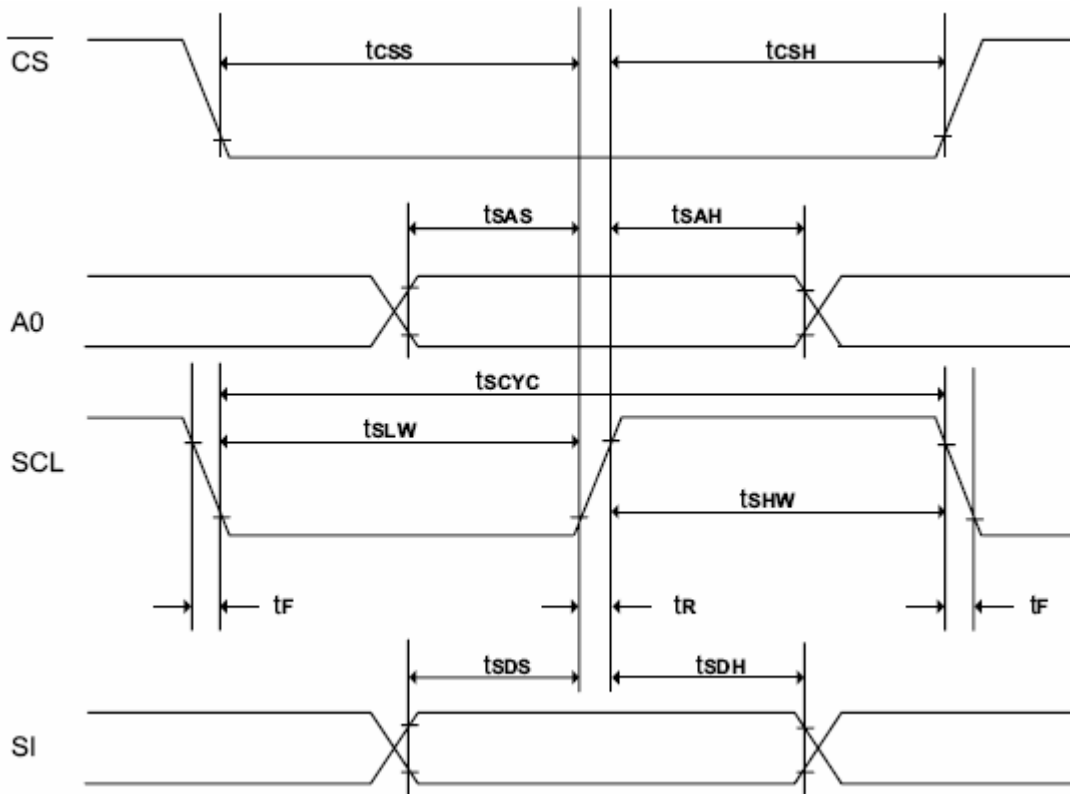 CS
tCSS
tCSH
tSAS
tSAH
A0
tSCYC
tSLW
SCL
tSHW
tF
tR
tF
tSDS
tSDH
SI